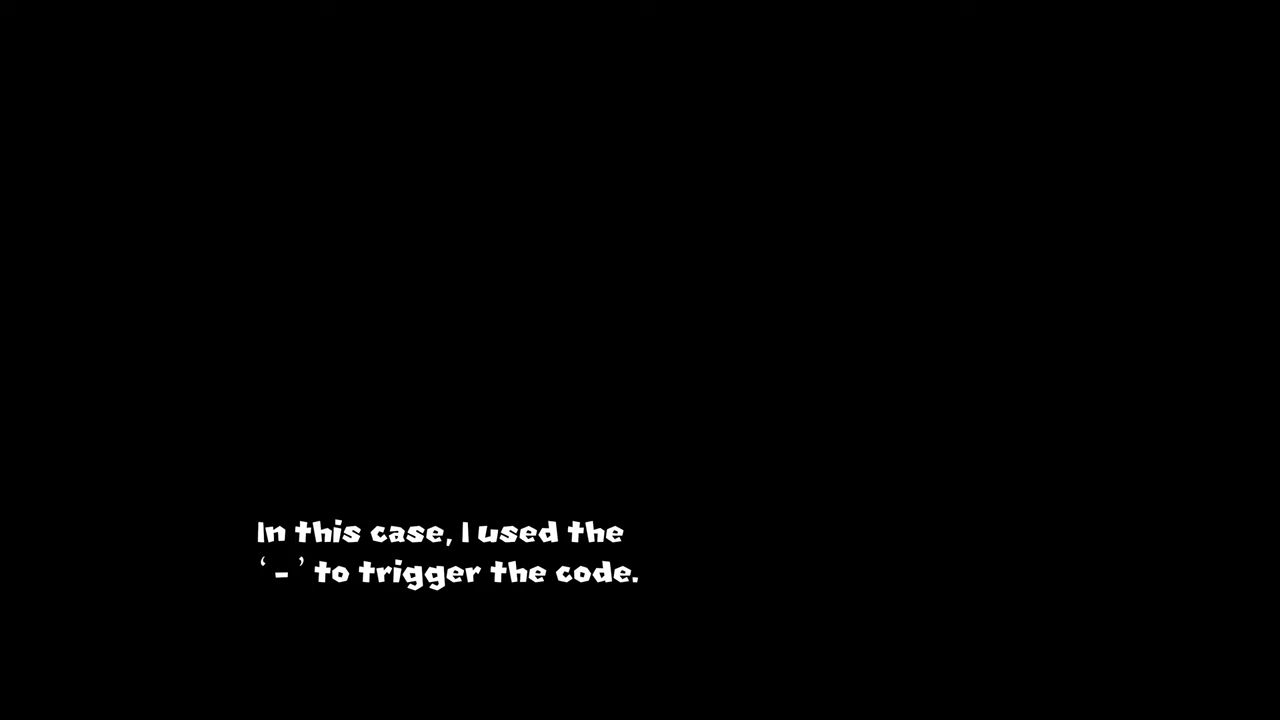 In this case, I used the
‘ - ’ to trigger the code.